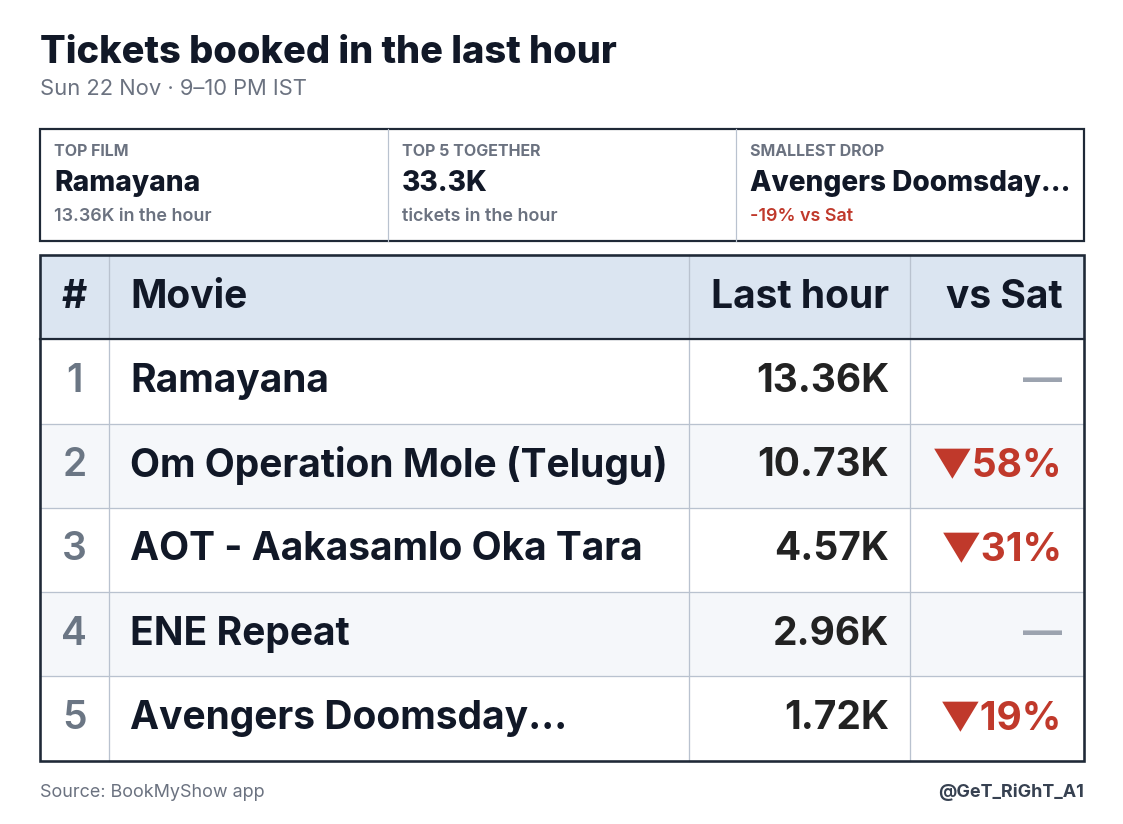 Tickets booked in the last hour
Sun 22 Nov · 9–10 PM IST
TOP FILM
Ramayana
13.36K in the hour
TOP 5 TOGETHER
33.3K
tickets in the hour
SMALLEST DROP
Avengers Doomsday…
-19% vs Sat
# Movie Last hour vs Sat
1 Ramayana 13.36K —
2 Om Operation Mole (Telugu) 10.73K ▼58%
3 AOT - Aakasamlo Oka Tara 4.57K ▼31%
4 ENE Repeat 2.96K —
5 Avengers Doomsday… 1.72K ▼19%
Source: BookMyShow app
@GeT_RiGhT_A1